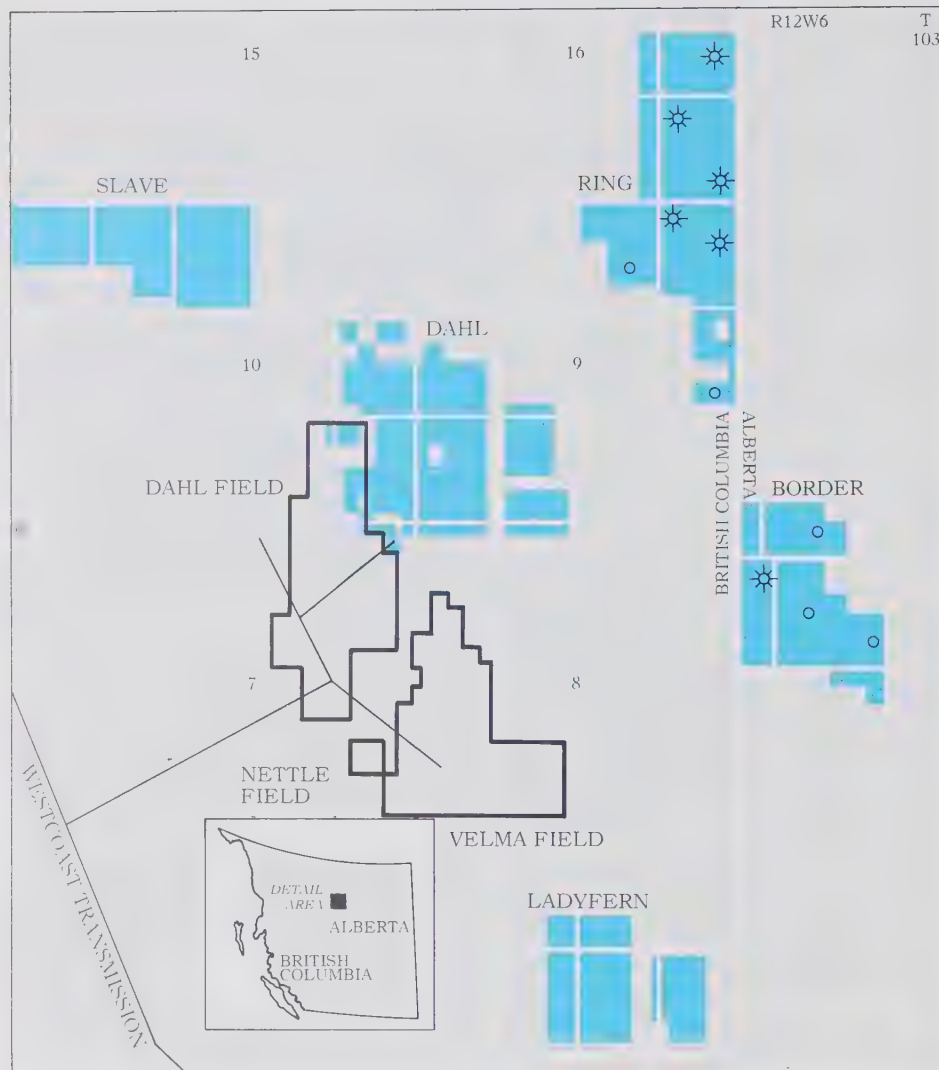 R12W6
T
103
15
16
SLAVE
RING
DAHL
10
9
DAHL FIELD
BRITISH COLUMBIA
ALBERTA
BORDER
7
8
NETTLE
FIELD
VELMA FIELD
WESTCOAST TRANSMISSION
DETAIL
AREA
ALBERTA
BRITISH
COLUMBIA
LADYFERN